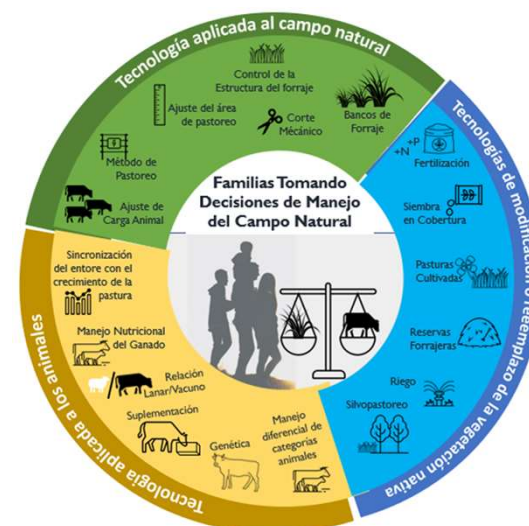 Tecnología aplicada al campo natural
Control de la
Estructura del forraje
Ajuste del área
de pastoreo
Corte
Mécánico
Bancos de
Forraje
Método de
Pastoreo
Ajuste de
Carga Animal
Familias Tomando
Decisiones de Manejo
del Campo Natural
Tecnologías de modificación o reemplazo de la vegetación nativa
+P
+N
Fertilización
Siembra
en Cobertura
Pasturas
Cultivadas
Reservas
Forrajeras
Riego
Silvopastoreo
Tecnología aplicada a los animales
Sincronización
del entore con el
crecimiento de la
pastura
Manejo Nutricional
del Ganado
Relación
Lanar/Vacuno
Suplementación
Genética
Manejo
diferencial de
categorías
animales